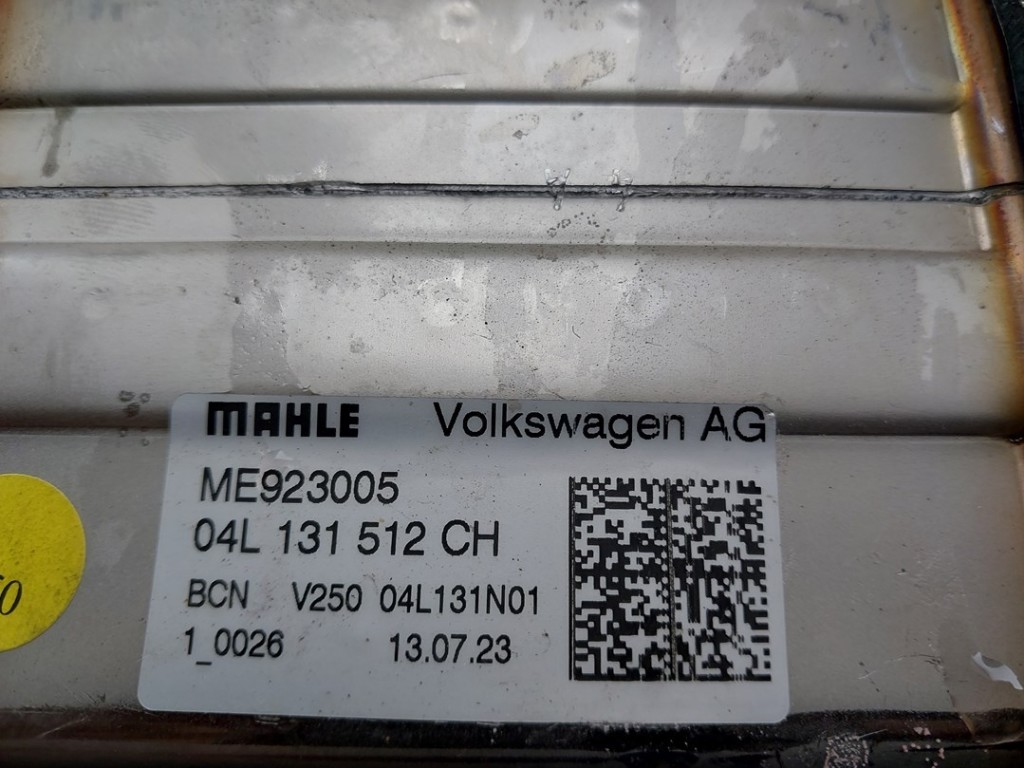 MAHLE Volkswagen AG
ME923005
04L 131 512 CH
BCN V250 04L131N01
1_0026 13.07.23